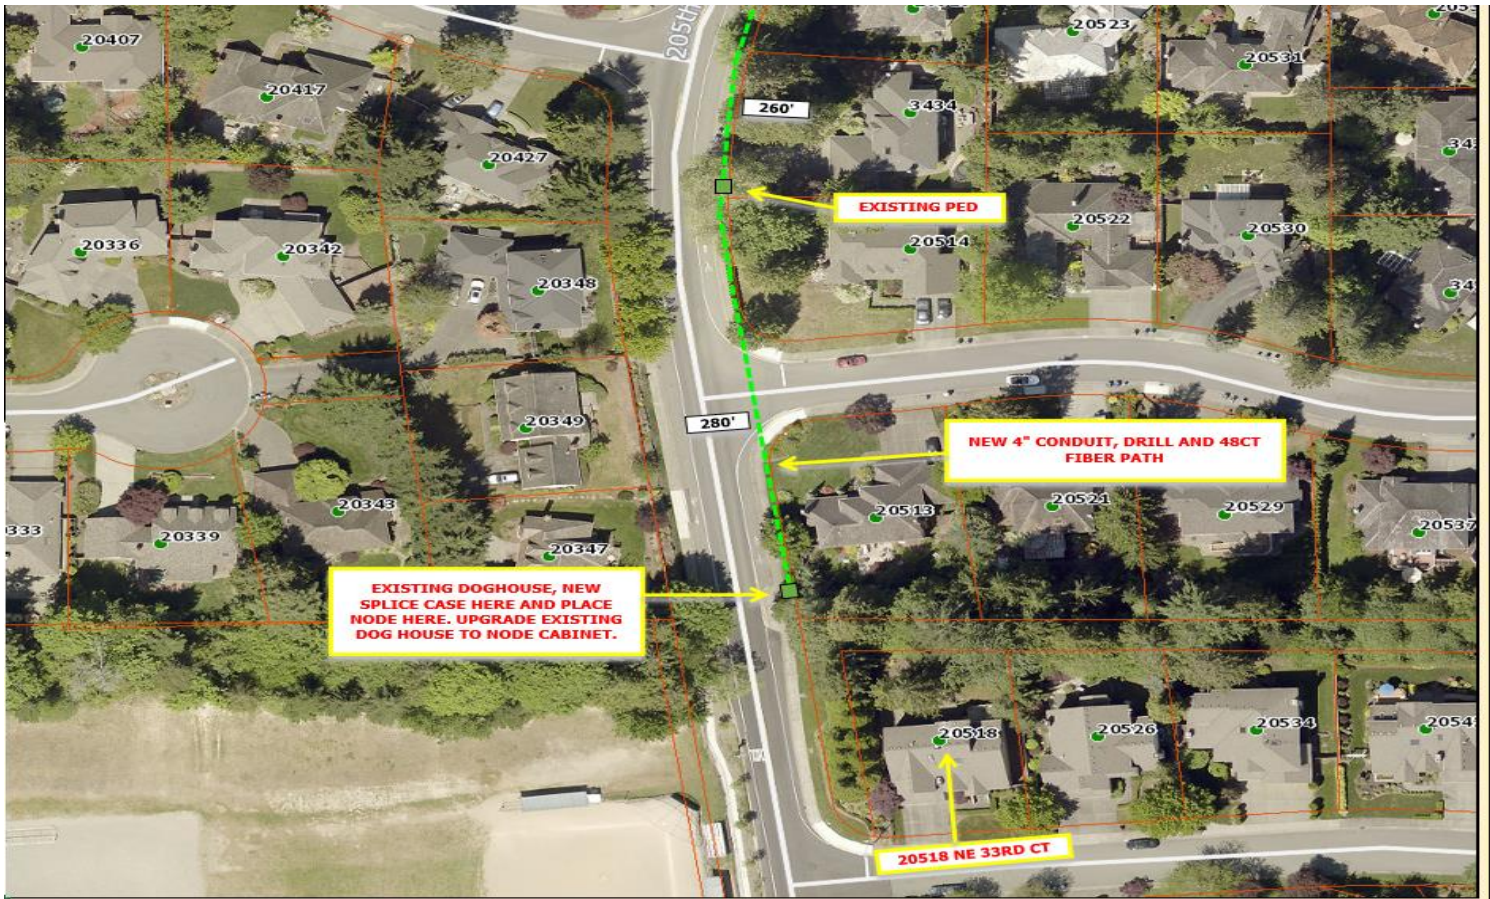 20407
20417
20427
205th
260'
3434
20523
20531
EXISTING PED
20336
20342
20348
20514
20522
20530
280'
NEW 4" CONDUIT, DRILL AND 48CT
FIBER PATH
20349
20343
20339
20347
20513
20521
20529
20537
EXISTING DOGHOUSE, NEW
SPLICE CASE HERE AND PLACE
NODE HERE. UPGRADE EXISTING
DOG HOUSE TO NODE CABINET.
20518
20526
20534
20518 NE 33RD CT